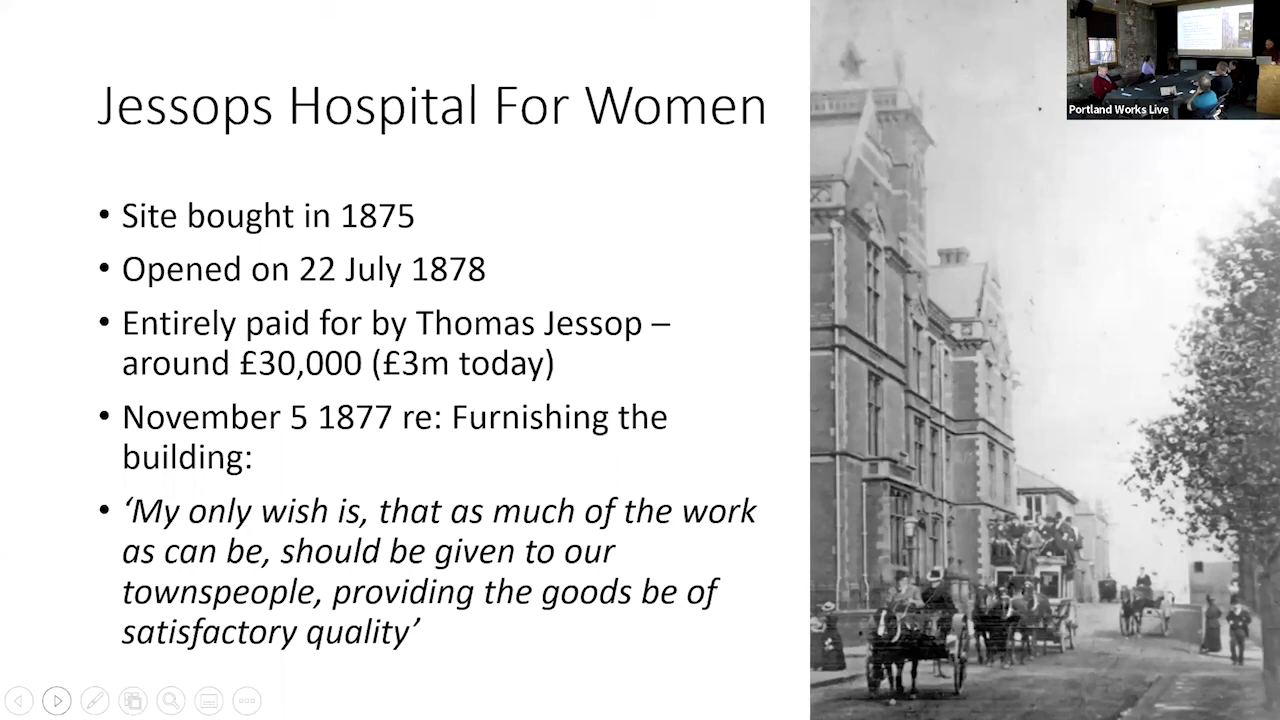 Jessops Hospital For Women
• Site bought in 1875
• Opened on 22 July 1878
• Entirely paid for by Thomas Jessop –
around £30,000 (£3m today)
• November 5 1877 re: Furnishing the
building:
• ‘My only wish is, that as much of the work
as can be, should be given to our
townspeople, providing the goods be of
satisfactory quality’
Portland Works Live